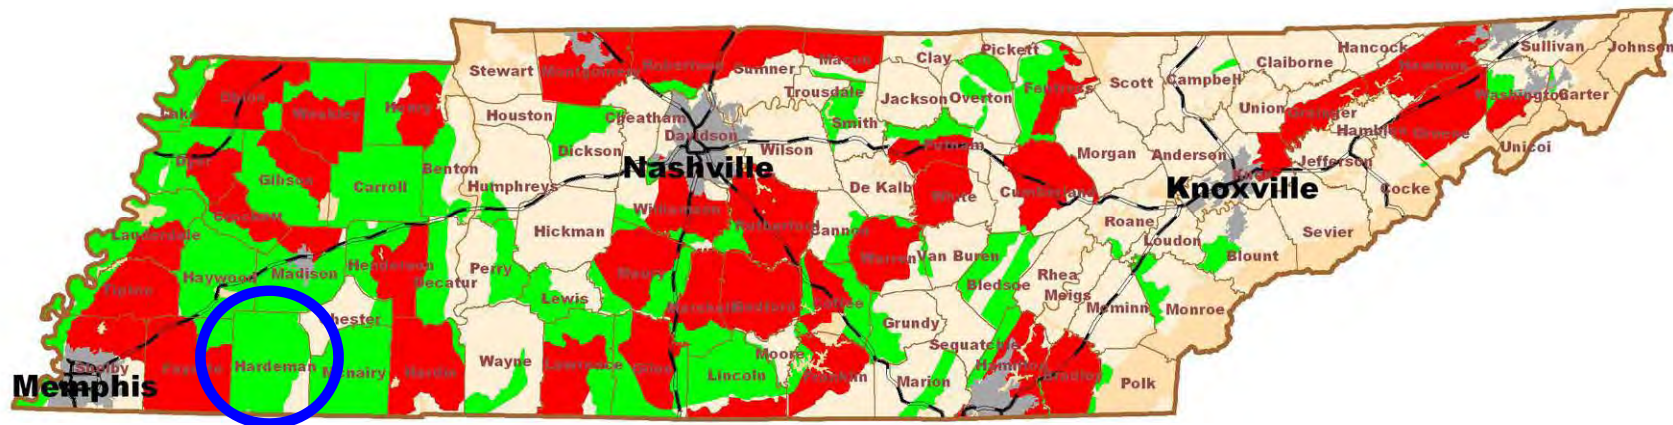 Stewart
Montgomery
Robertson
Sumner
Macon
Clay
Pickett
Scott
Campbell
Claiborne
Hancock
Hawkins
Sullivan
Johnson
Lake
Obion
Weakley
Henry
Houston
Cheatham
Davidson
Trousdale
Smith
Jackson
Overton
Fentress
Union
Grainger
Hamblen
Greene
Washington
Carter
Unicoi
Dyer
Gibson
Carroll
Benton
Humphreys
Dickson
Nashville
Wilson
De Kalb
Putnam
White
Cumberland
Morgan
Anderson
Knoxville
Jefferson
Cocke
Lauderdale
Crockett
Hickman
Williamson
Rutherford
Cannon
Van Buren
Roane
Loudon
Blount
Sevier
Tipton
Haywood
Madison
Henderson
Decatur
Perry
Lewis
Maury
Warren
Bledsoe
Rhea
Meigs
Mcminn
Monroe
hester
Marshall
Bedford
Coffee
Grundy
Sequatchie
Memphis
Shelby
Fayette
Hardeman
Mcnairy
Hardin
Wayne
Lawrence
Giles
Lincoln
Moore
Franklin
Marion
Hamilton
Bradley
Polk